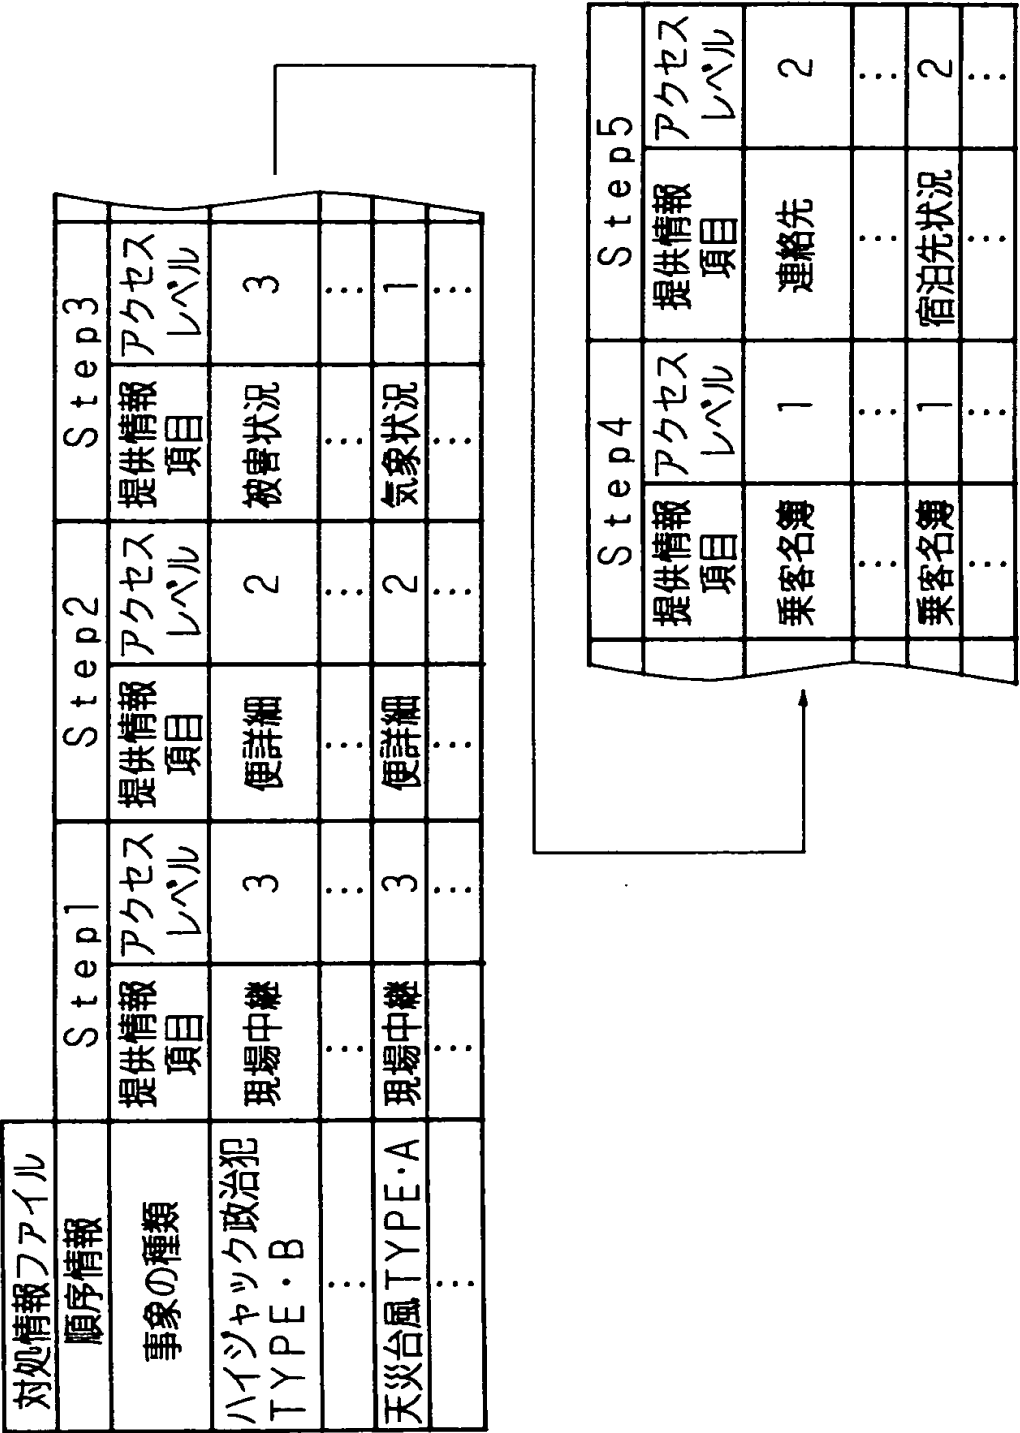 対処情報ファイル
順序情報 Step1 Step2 Step3
事象の種類 提供情報項目 アクセスレベル 提供情報項目 アクセスレベル 提供情報項目 アクセスレベル
ハイジャック政治犯
TYPE・B 現場中継 3 便詳細 2 被害状況 3
… … … … … … …
天災台風TYPE・A 現場中継 3 便詳細 2 気象状況 1
… … … … … … …
Step4 Step5
提供情報項目 アクセスレベル 提供情報項目 アクセスレベル
乗客名簿 1 連絡先 2
… … … …
乗客名簿 1 宿泊先状況 2
… … … …